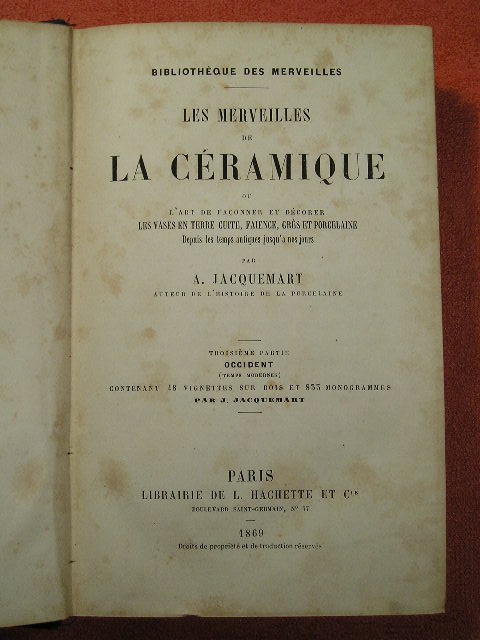 BIBLIOTHÈQUE DES MERVEILLES
LES MERVEILLES
DE
LA CÉRAMIQUE
OU
L'ART DE FAÇONNER ET DÉCORER
LES VASES EN TERRE CUITE, FAIENCE, GRÈS ET PORCELAINE
Depuis les temps antiques jusqu'à nos jours
PAR
A. JACQUEMART
AUTEUR DE L'HISTOIRE DE LA PORCELAINE
TROISIÈME PARTIE
OCCIDENT
(TEMPS MODERNES)
CONTENANT 48 VIGNETTES SUR BOIS ET 833 MONOGRAMMES
PAR J. JACQUEMART
PARIS
LIBRAIRIE DE L. HACHETTE ET Cie
BOULEVARD SAINT-GERMAIN, Nº 77
1869
Droits de propriété et de traduction réservés